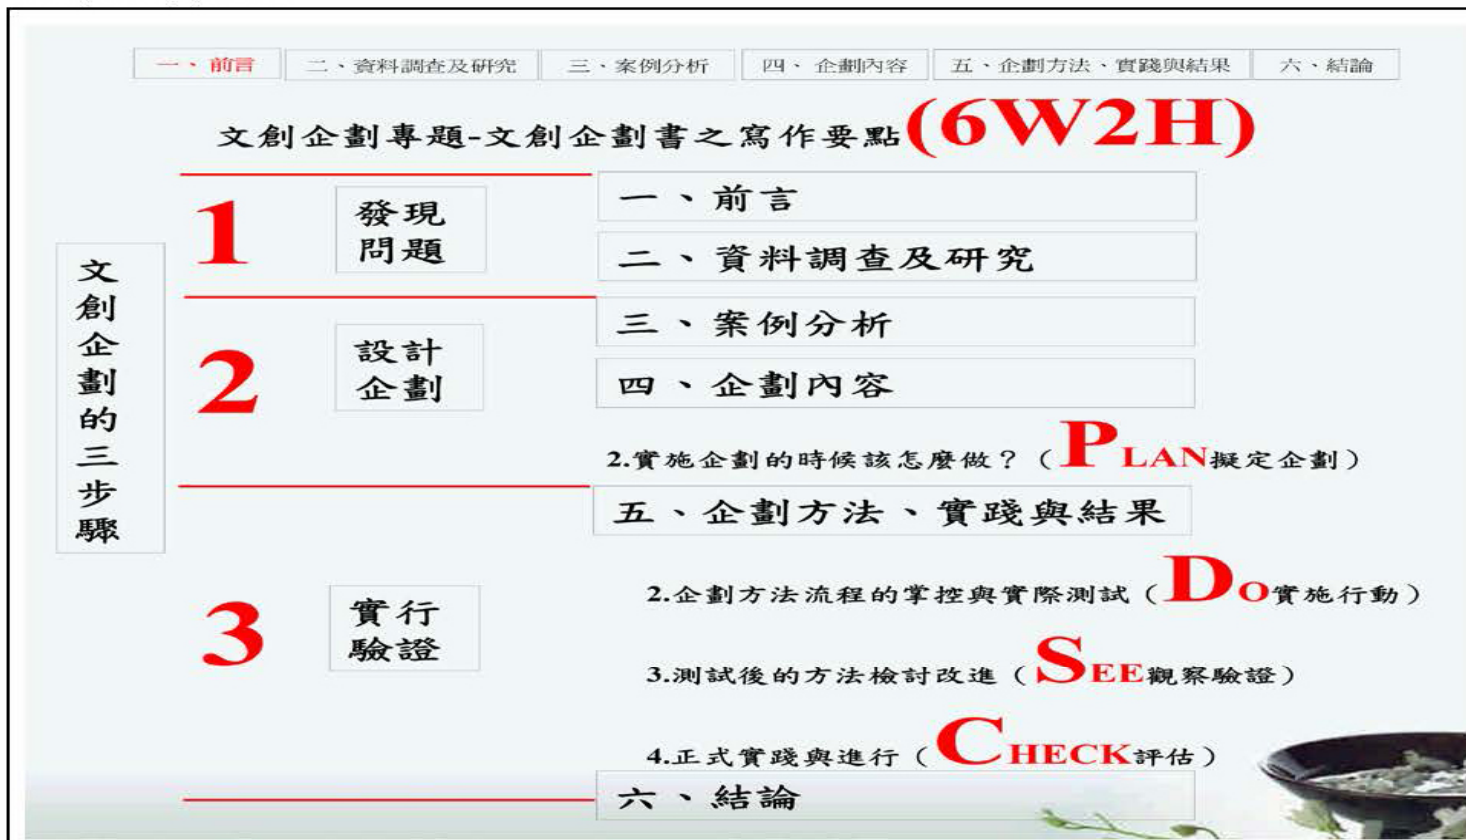 一、前言
二、資料調查及研究
三、案例分析
四、企劃內容
五、企劃方法、實踐與結果
六、結論
文創企劃專題-文創企劃書之寫作要點(6W2H)
文創企劃的三步驟
1
發現
問題
一、前言
二、資料調查及研究
2
設計
企劃
三、案例分析
四、企劃內容
2.實施企劃的時候該怎麼做？（PLAN擬定企劃）
3
實行
驗證
五、企劃方法、實踐與結果
2.企劃方法流程的掌控與實際測試（DO實施行動）
3.測試後的方法檢討改進（SEE觀察驗證）
4.正式實踐與進行（CHECK評估）
六、結論